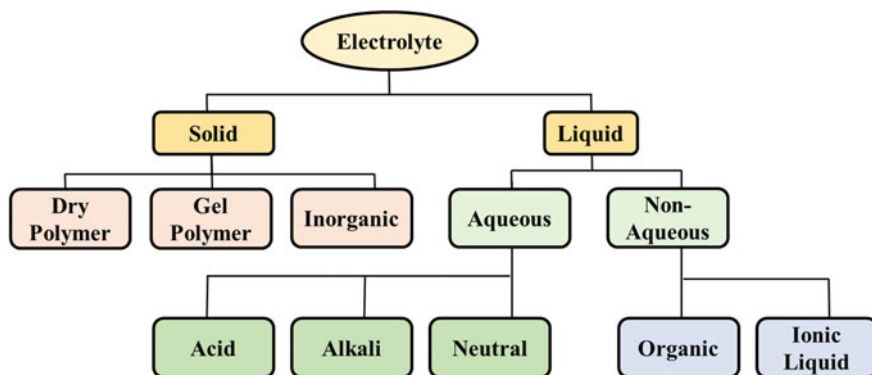 Electrolyte
Solid
Liquid
Dry
Polymer
Gel
Polymer
Inorganic
Aqueous
Non-
Aqueous
Acid
Alkali
Neutral
Organic
Ionic
Liquid